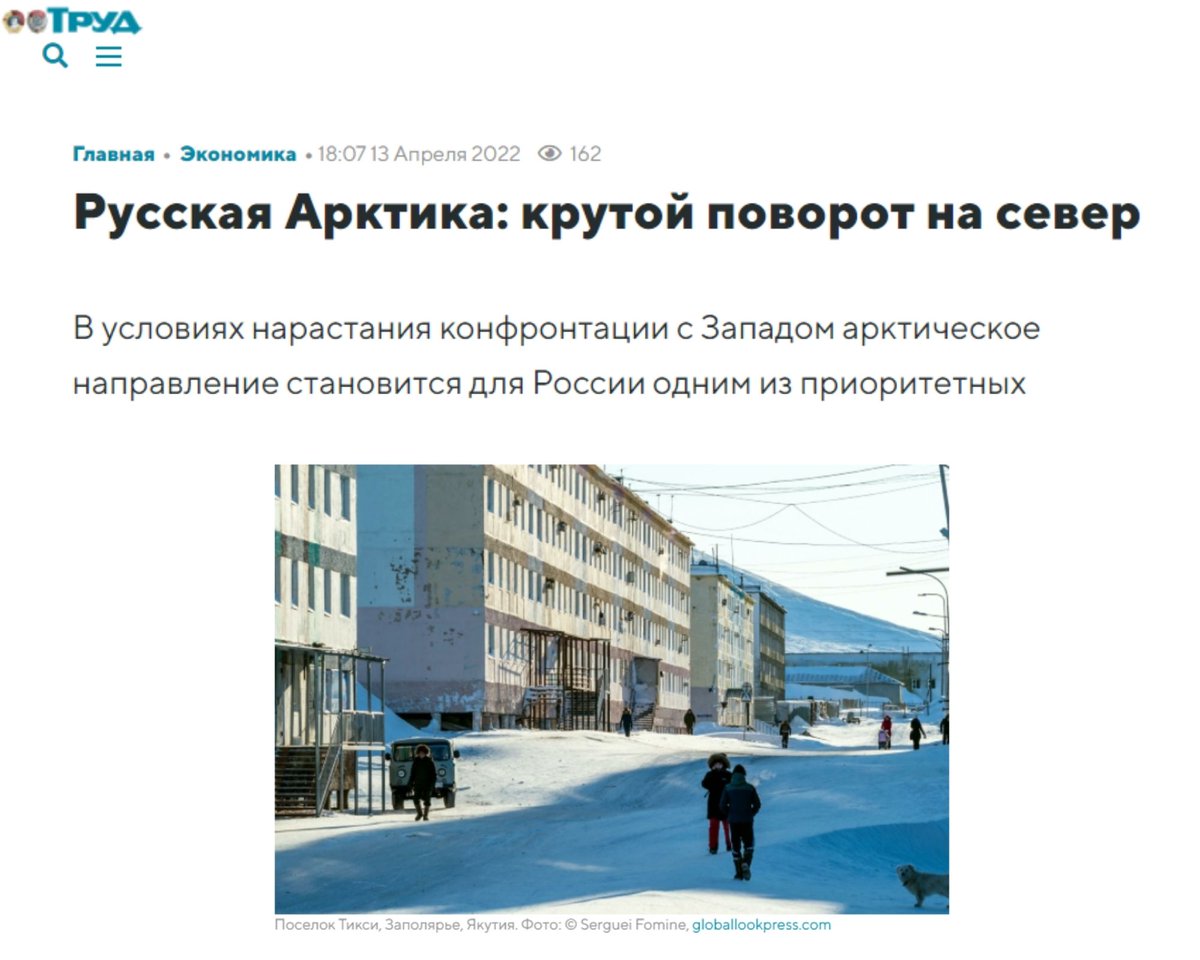 Труд
Главная • Экономика • 18:07 13 Апреля 2022 162
Русская Арктика: крутой поворот на север
В условиях нарастания конфронтации с Западом арктическое
направление становится для России одним из приоритетных
Поселок Тикси, Заполярье, Якутия. Фото: © Serguei Fomine, globallookpress.com